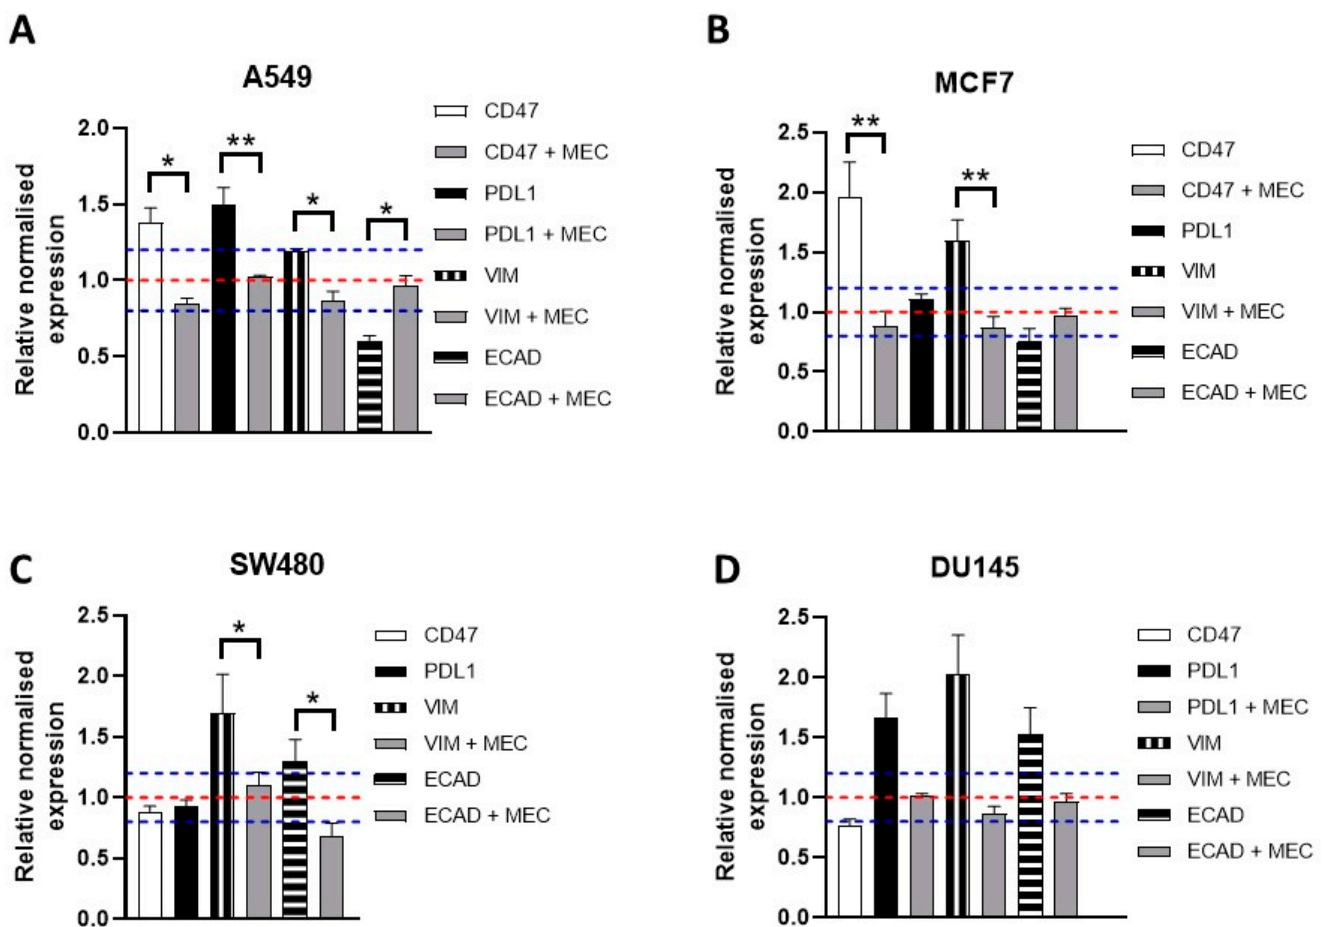 A
A549
Relative normalised
expression
2.0
1.5
1.0
0.5
0.0
*
**
*
*
CD47
CD47 + MEC
PDL1
PDL1 + MEC
VIM
VIM + MEC
ECAD
ECAD + MEC
B
MCF7
Relative normalised
expression
2.5
2.0
1.5
1.0
0.5
0.0
**
**
CD47
CD47 + MEC
PDL1
VIM
VIM + MEC
ECAD
ECAD + MEC
C
SW480
Relative normalised
expression
2.5
2.0
1.5
1.0
0.5
0.0
*
*
CD47
PDL1
VIM
VIM + MEC
ECAD
ECAD + MEC
D
DU145
Relative normalised
expression
2.5
2.0
1.5
1.0
0.5
0.0
CD47
PDL1
PDL1 + MEC
VIM
VIM + MEC
ECAD
ECAD + MEC